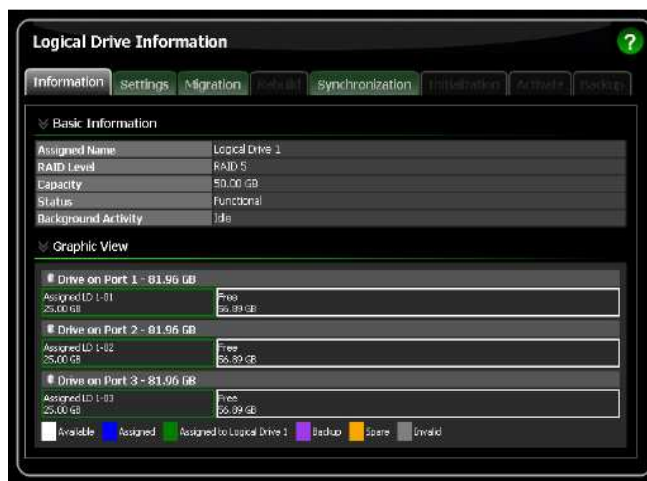 Logical Drive Information
?
Information Settings Migration Rebuild Synchronization Initialization Activate Backup
Basic Information
Assigned Name Logical Drive 1
RAID Level RAID 5
Capacity 50.00 GB
Status Functional
Background Activity Idle
Graphic View
Drive on Port 1 - 81.96 GB
Assigned LD 1-01 Free
25.00 GB 56.89 GB
Drive on Port 2 - 81.96 GB
Assigned LD 1-02 Free
25.00 GB 56.89 GB
Drive on Port 3 - 81.96 GB
Assigned LD 1-03 Free
25.00 GB 56.89 GB
Available Assigned Assigned to Logical Drive 1 Backup Spare Invalid